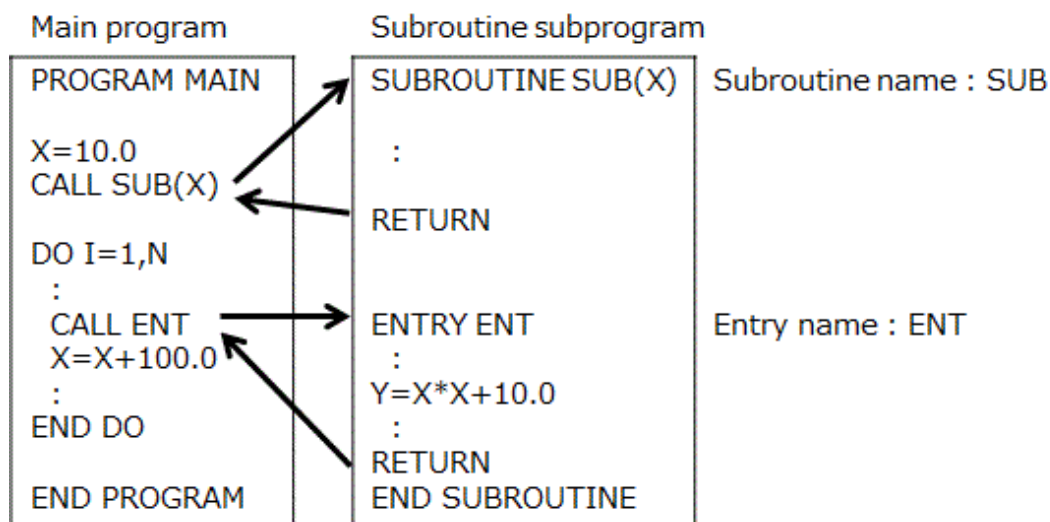 Main program
PROGRAM MAIN
X=10.0
CALL SUB(X)
DO I=1,N
:
CALL ENT
X=X+100.0
:
END DO
END PROGRAM
Subroutine subprogram
SUBROUTINE SUB(X)
:
RETURN
ENTRY ENT
:
Y=X*X+10.0
:
RETURN
END SUBROUTINE
Subroutine name : SUB
Entry name : ENT